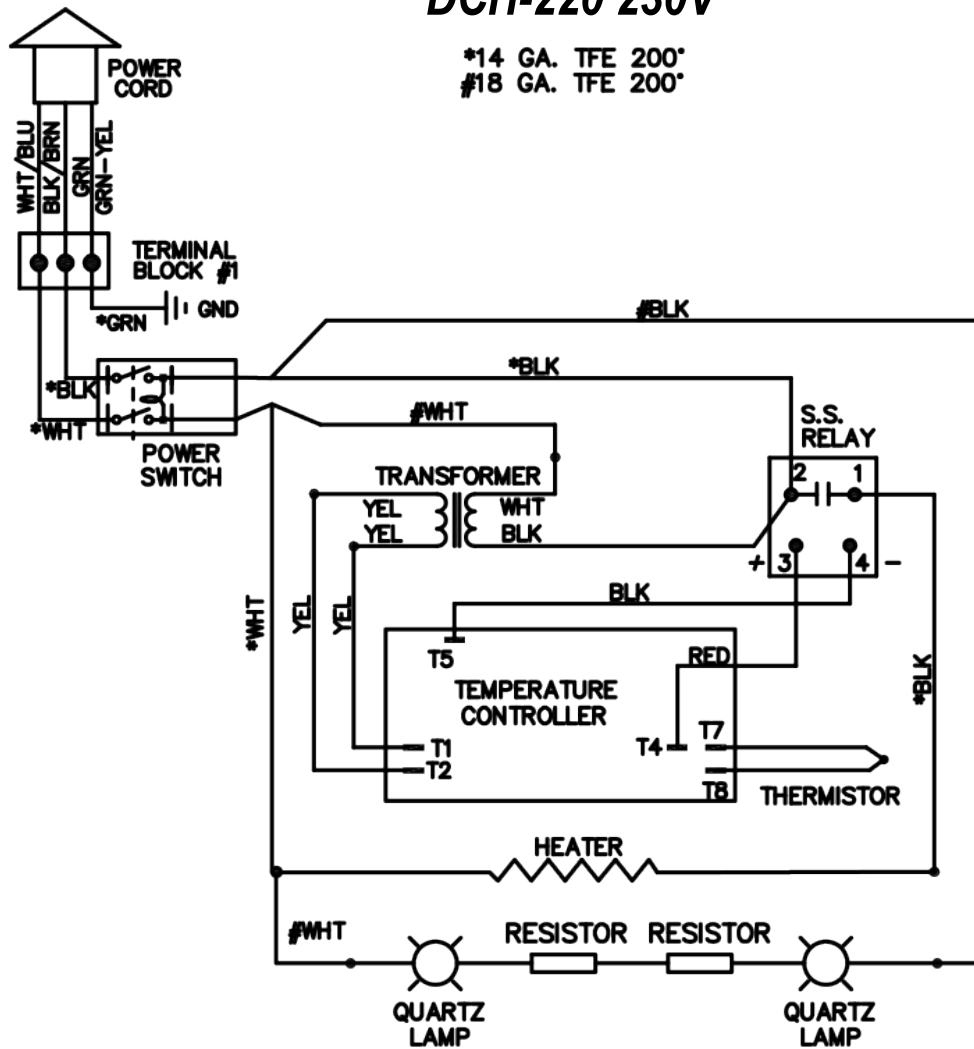 DCH-220 230V
*14 GA. TFE 200°
#18 GA. TFE 200°
POWER
CORD
WHT/BLU
BLK/BRN
GRN
GRN-YEL
TERMINAL
BLOCK #1
*GRN
GND
#BLK
*BLK
*BLK
*WHT
#WHT
POWER
SWITCH
S.S.
RELAY
TRANSFORMER
2
1
YEL
WHT
YEL
BLK
+
3
4
-
BLK
*WHT
YEL
YEL
T5
RED
*BLK
TEMPERATURE
CONTROLLER
T1
T4
T7
T2
T8
THERMISTOR
HEATER
#WHT
RESISTOR
RESISTOR
QUARTZ
LAMP
QUARTZ
LAMP